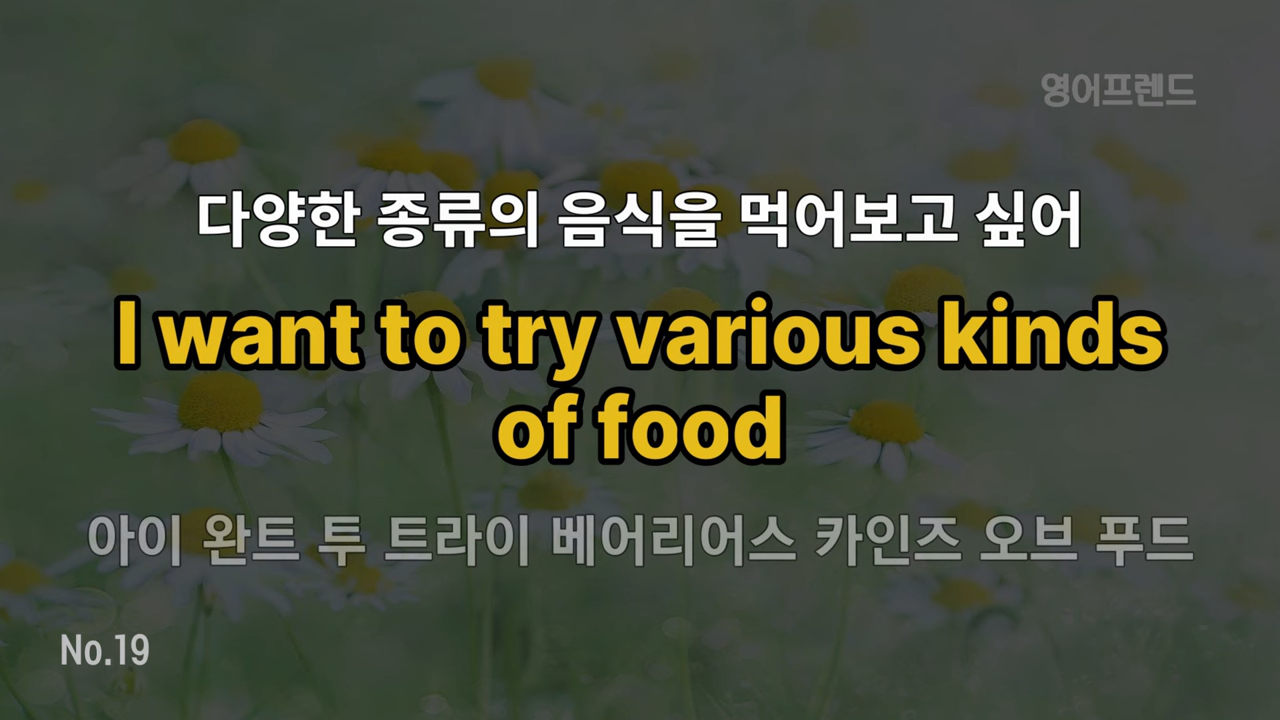 영어프렌드
다양한 종류의 음식을 먹어보고 싶어
I want to try various kinds
of food
아이 완트 투 트라이 베어리어스 카인즈 오브 푸드
No.19